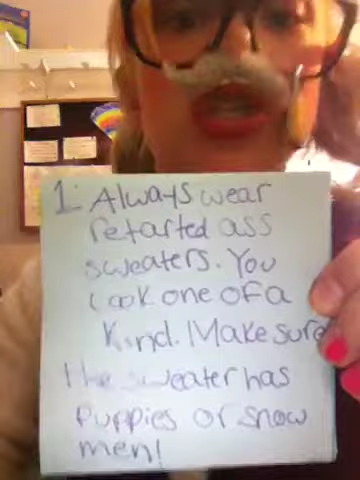 1. Always wear
retarted ass
sweaters. You
look one of a
kind. Make sure
the sweater has
puppies or snow
men!